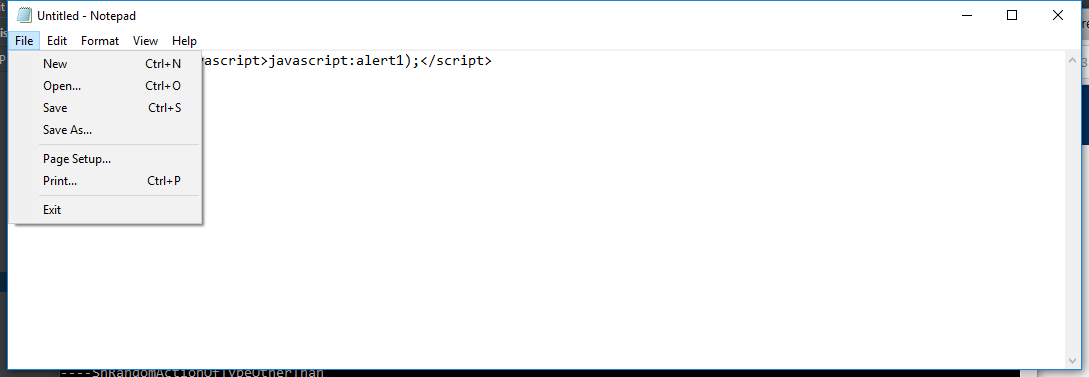 Untitled - Notepad
File Edit Format View Help
New Ctrl+N
vascript>javascript:alert1);</script>
Open... Ctrl+O
Save Ctrl+S
Save As...
Page Setup...
Print... Ctrl+P
Exit
----ShRandomActionOfTypeOtherThan